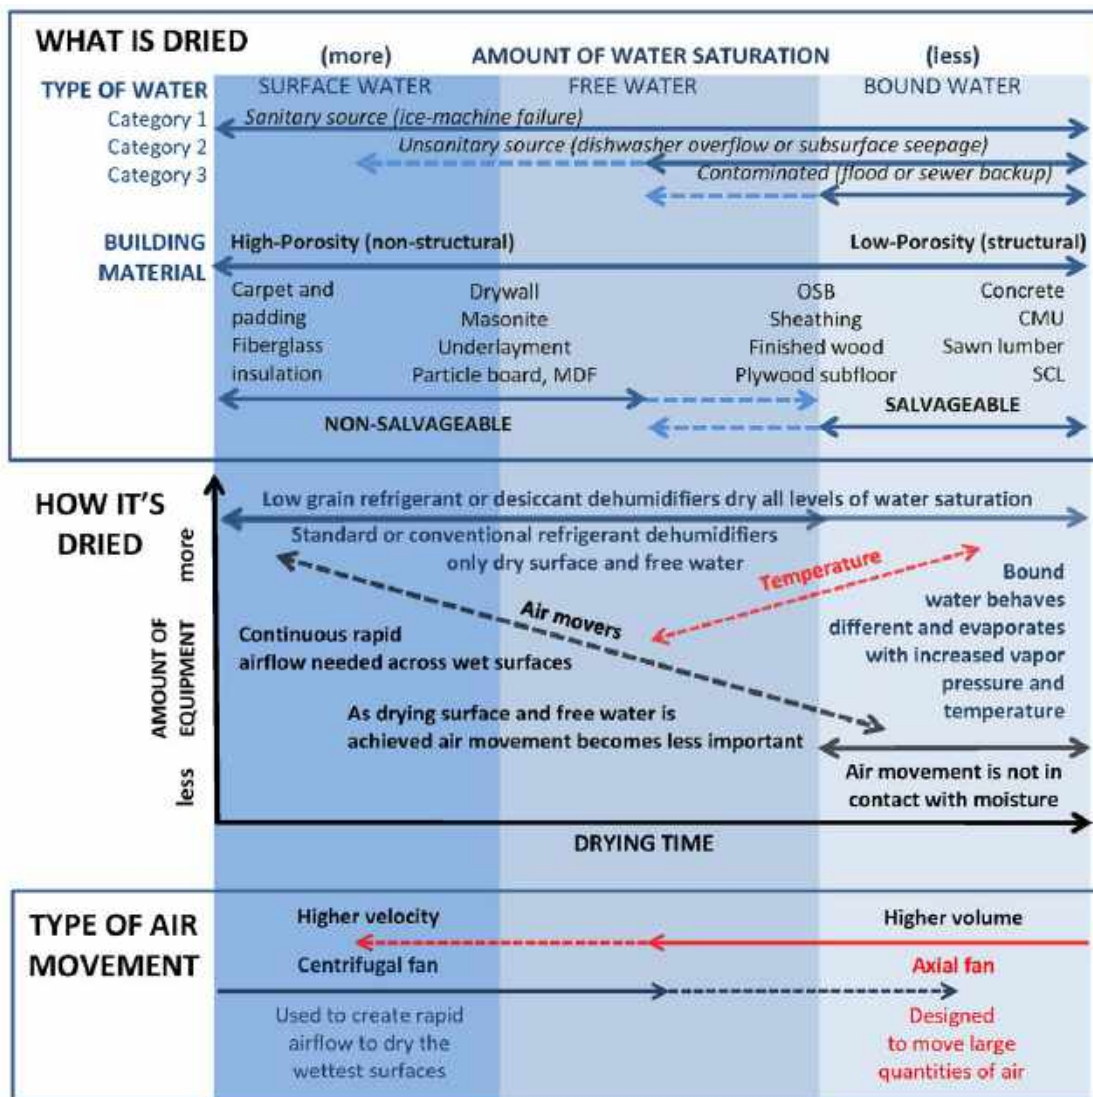 WHAT IS DRIED
(more) AMOUNT OF WATER SATURATION (less)
TYPE OF WATER SURFACE WATER FREE WATER BOUND WATER
Category 1 Sanitary source (ice-machine failure)
Category 2 Unsanitary source (dishwasher overflow or subsurface seepage)
Category 3 Contaminated (flood or sewer backup)
BUILDING High-Porosity (non-structural) Low-Porosity (structural)
MATERIAL
Carpet and Drywall OSB Concrete
padding Masonite Sheathing CMU
Fiberglass Underlayment Finished wood Sawn lumber
insulation Particle board, MDF Plywood subfloor SCL
NON-SALVAGEABLE SALVAGEABLE
HOW IT'S
DRIED
AMOUNT OF
EQUIPMENT
less more
Low grain refrigerant or desiccant dehumidifiers dry all levels of water saturation
Standard or conventional refrigerant dehumidifiers
only dry surface and free water
Temperature
Air movers
Bound
water behaves
different and evaporates
with increased vapor
pressure and
temperature
Continuous rapid
airflow needed across wet surfaces
As drying surface and free water is
achieved air movement becomes less important
Air movement is not in
contact with moisture
DRYING TIME
TYPE OF AIR
MOVEMENT
Higher velocity Higher volume
Centrifugal fan Axial fan
Used to create rapid
airflow to dry the
wettest surfaces
Designed
to move large
quantities of air